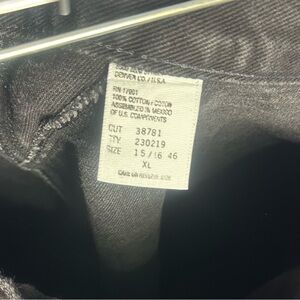 DENVER CO./U.S.A.
RN 17801
100% COTTON/COTON
ASSEMBLED IN MEXICO
OF U.S. COMPONENTS
CUT 38781
QTY 230219
SIZE 15/16 46
XL
CARE ON REVERSE SIDE